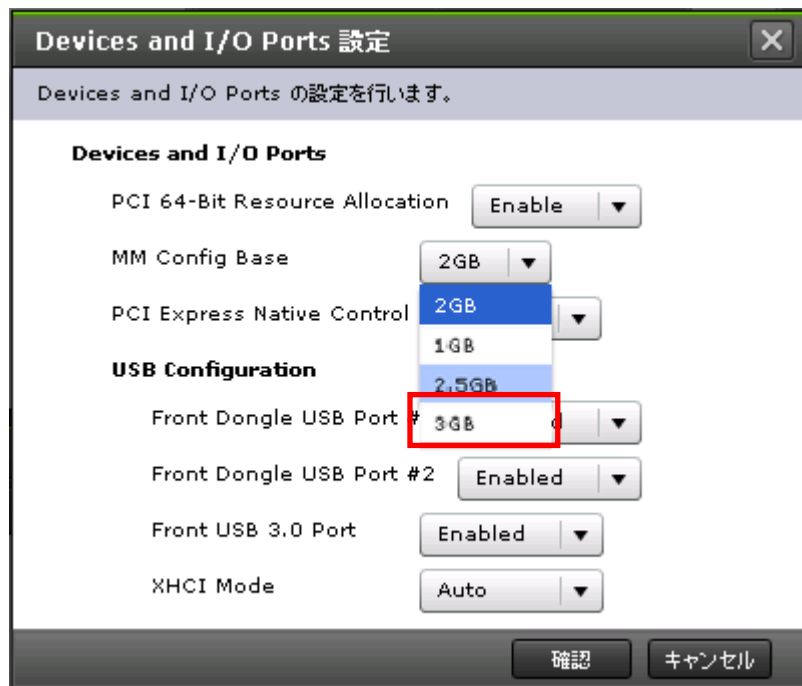 Devices and I/O Ports 設定
Devices and I/O Ports の設定を行います。
Devices and I/O Ports
PCI 64-Bit Resource Allocation Enable
MM Config Base 2GB
2GB
PCI Express Native Control
1GB
USB Configuration
2.5GB
Front Dongle USB Port #
3GB
Front Dongle USB Port #2 Enabled
Front USB 3.0 Port Enabled
XHCI Mode Auto
確認 キャンセル